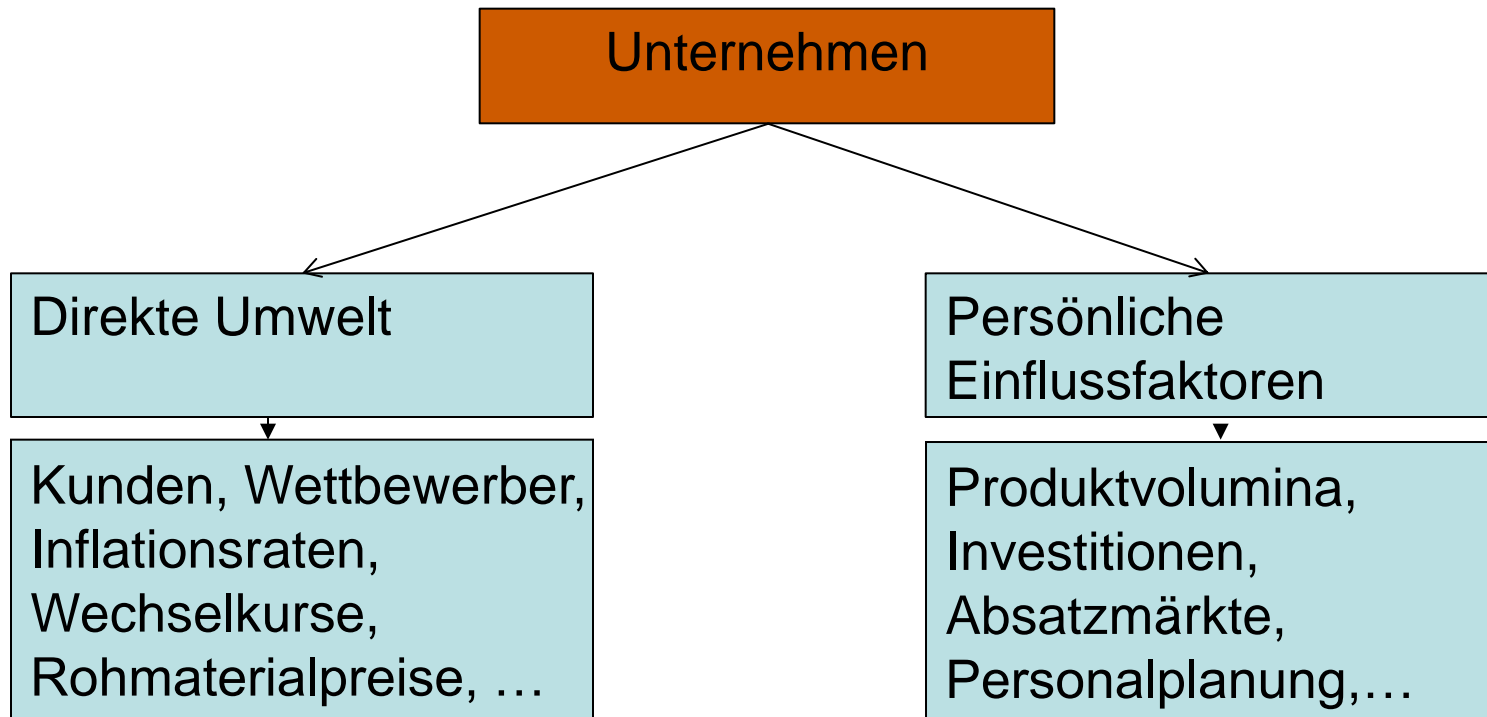 Unternehmen
Direkte Umwelt
Kunden, Wettbewerber,
Inflationsraten,
Wechselkurse,
Rohmaterialpreise, …
Persönliche
Einflussfaktoren
Produktvolumina,
Investitionen,
Absatzmärkte,
Personalplanung,…